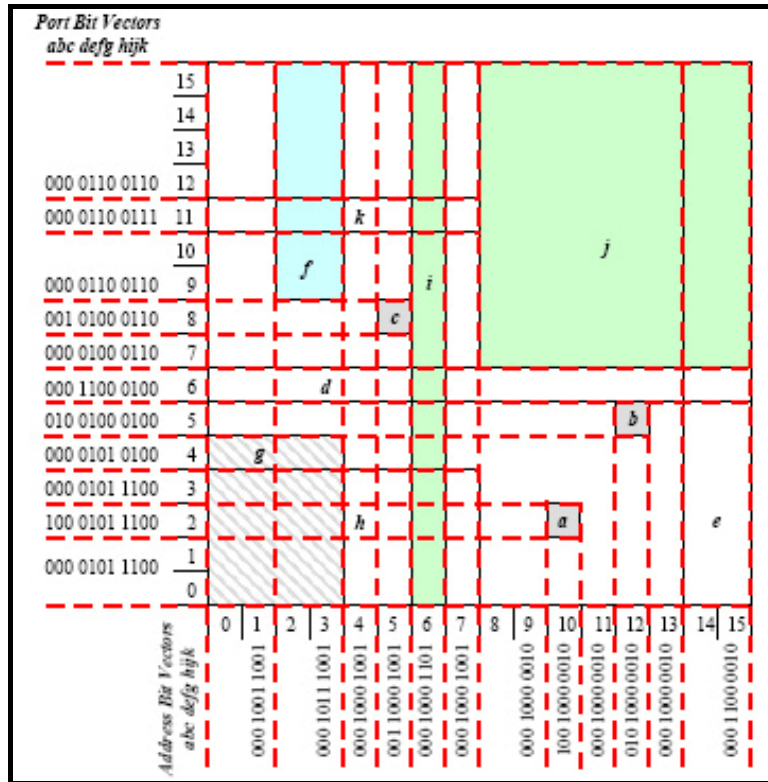 Port Bit Vectors
abc defg hijk
15
14
13
000 0110 0110 12
000 0110 0111 11 k
10 j
f i
000 0110 0110 9
001 0100 0110 8 c
000 0100 0110 7
000 1100 0100 6 d
010 0100 0100 5 b
000 0101 0100 4 g
000 0101 1100 3
100 0101 1100 2 h a e
000 0101 1100 1
0
0 1 2 3 4 5 6 7 8 9 10 11 12 13 14 15
Address Bit Vectors
abc defg hijk
000 1001 1001
000 1011 1001
000 1000 1001
001 1000 1001
000 1000 1101
000 1000 1001
000 1000 0010
100 1000 0010
000 1000 0010
010 1000 0010
000 1000 0010
000 1100 0010